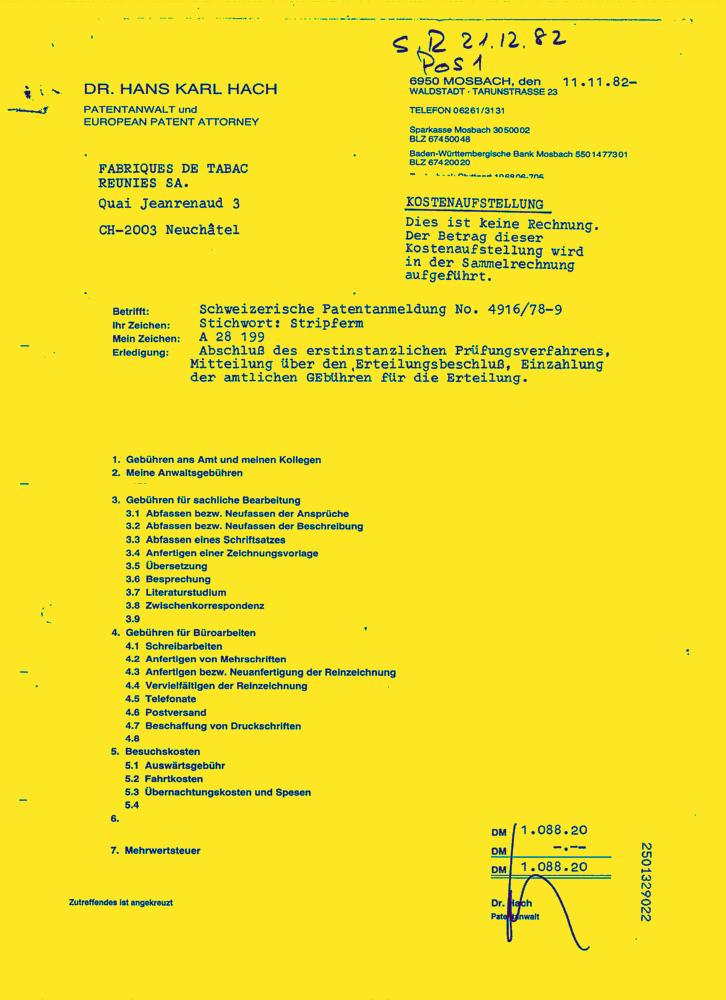 S.R 21.12.82
Pos 1
DR. HANS KARL HACH
PATENTANWALT und
EUROPEAN PATENT ATTORNEY
6950 MOSBACH, den 11.11.82-
WALDSTADT · TARUNSTRASSE 23
TELEFON 06261/3131
Sparkasse Mosbach 3050002
BLZ 67450048
Baden-Württembergische Bank Mosbach 5501477301
BLZ 67420020
FABRIQUES DE TABAC
REUNIES SA.
Quai Jeanrenaud 3
CH-2003 Neuchâtel
KOSTENAUFSTELLUNG
Dies ist keine Rechnung.
Der Betrag dieser
Kostenaufstellung wird
in der Sammelrechnung
aufgeführt.
Betrifft: Schweizerische Patentanmeldung No. 4916/78-9
Ihr Zeichen: Stichwort: Stripferm
Mein Zeichen: A 28 199
Erledigung: Abschluß des erstinstanzlichen Prüfungsverfahrens,
Mitteilung über den Erteilungsbeschluß, Einzahlung
der amtlichen GEbühren für die Erteilung.
1. Gebühren ans Amt und meinen Kollegen
2. Meine Anwaltsgebühren
3. Gebühren für sachliche Bearbeitung
3.1 Abfassen bezw. Neufassen der Ansprüche
3.2 Abfassen bezw. Neufassen der Beschreibung
3.3 Abfassen eines Schriftsatzes
3.4 Anfertigen einer Zeichnungsvorlage
3.5 Übersetzung
3.6 Besprechung
3.7 Literaturstudium
3.8 Zwischenkorrespondenz
3.9
4. Gebühren für Büroarbeiten
4.1 Schreibarbeiten
4.2 Anfertigen von Mehrschriften
4.3 Anfertigen bezw. Neuanfertigung der Reinzeichnung
4.4 Vervielfältigen der Reinzeichnung
4.5 Telefonate
4.6 Postversand
4.7 Beschaffung von Druckschriften
4.8
5. Besuchskosten
5.1 Auswärtsgebühr
5.2 Fahrtkosten
5.3 Übernachtungskosten und Spesen
5.4
6.
7. Mehrwertsteuer
DM 1.088.20
DM -.--
DM 1.088.20
Zutreffendes ist angekreuzt
Dr. Hach
Patentanwalt
2501329022